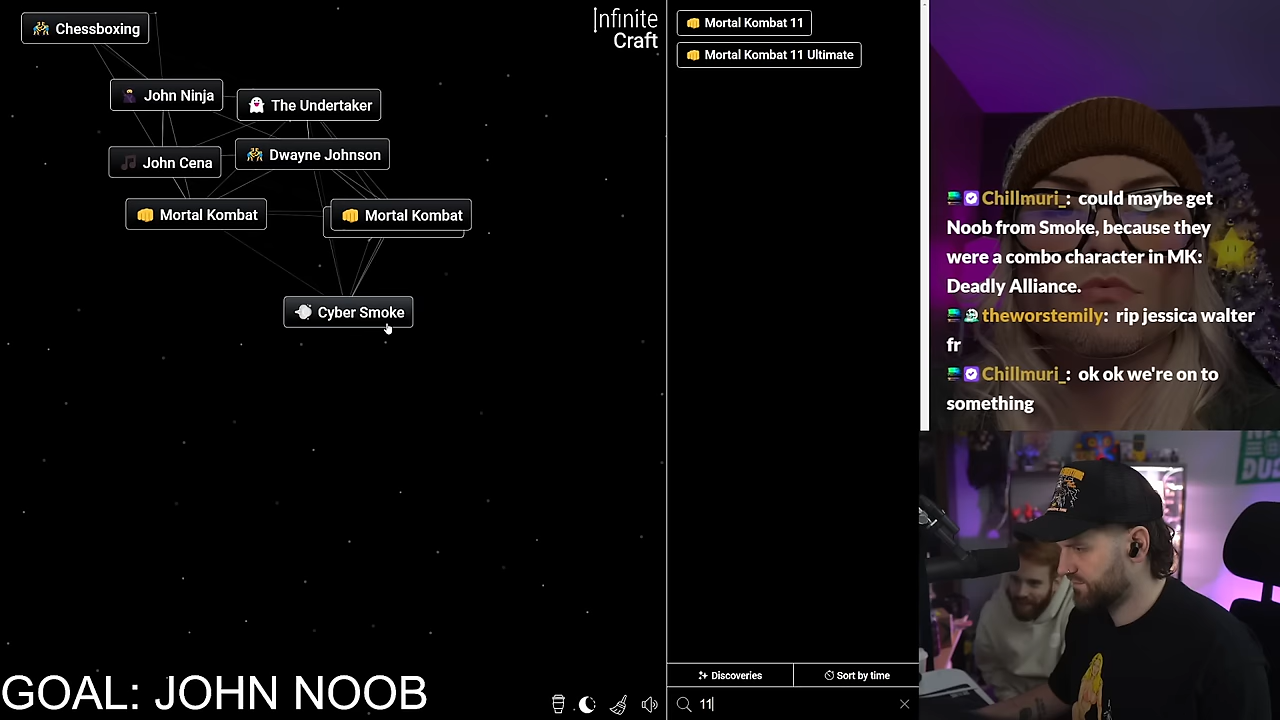 Chessboxing
John Ninja
The Undertaker
John Cena
Dwayne Johnson
Mortal Kombat
Mortal Kombat
Cyber Smoke
Infinite
Craft
Mortal Kombat 11
Mortal Kombat 11 Ultimate
Discoveries
Sort by time
11
GOAL: JOHN NOOB
Chillmuri_: could maybe get
Noob from Smoke, because they
were a combo character in MK:
Deadly Alliance.
theworstemily: rip jessica walter
fr
Chillmuri_: ok ok we're on to
something